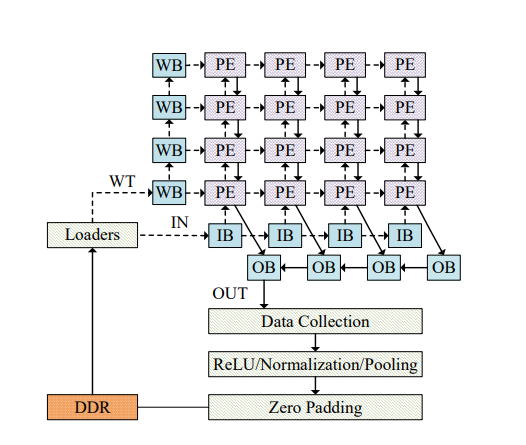 WB PE PE PE PE
WB PE PE PE PE
WB PE PE PE PE
WT
WB PE PE PE PE
IN
Loaders IB IB IB IB
OB OB OB OB
OUT
Data Collection
ReLU/Normalization/Pooling
DDR Zero Padding